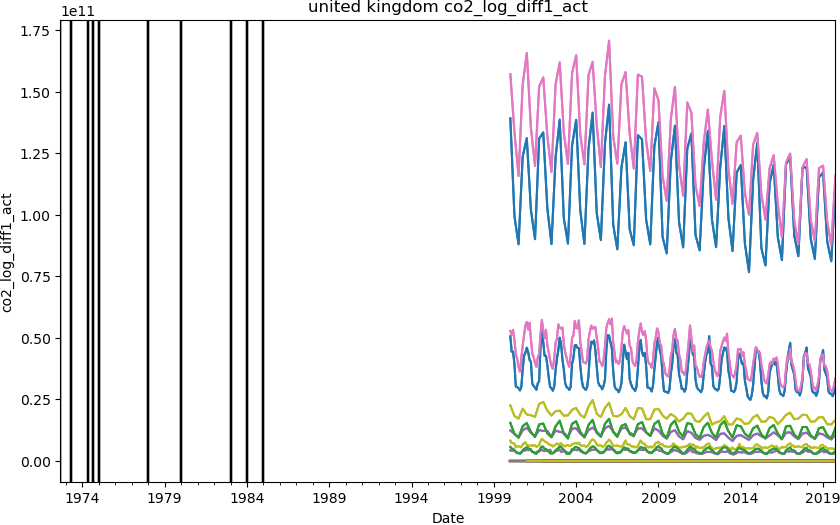 united kingdom co2_log_diff1_act
1e11
1.75
1.50
1.25
1.00
0.75
0.50
0.25
0.00
co2_log_diff1_act
1974 1979 1984 1989 1994 1999 2004 2009 2014 2019
Date